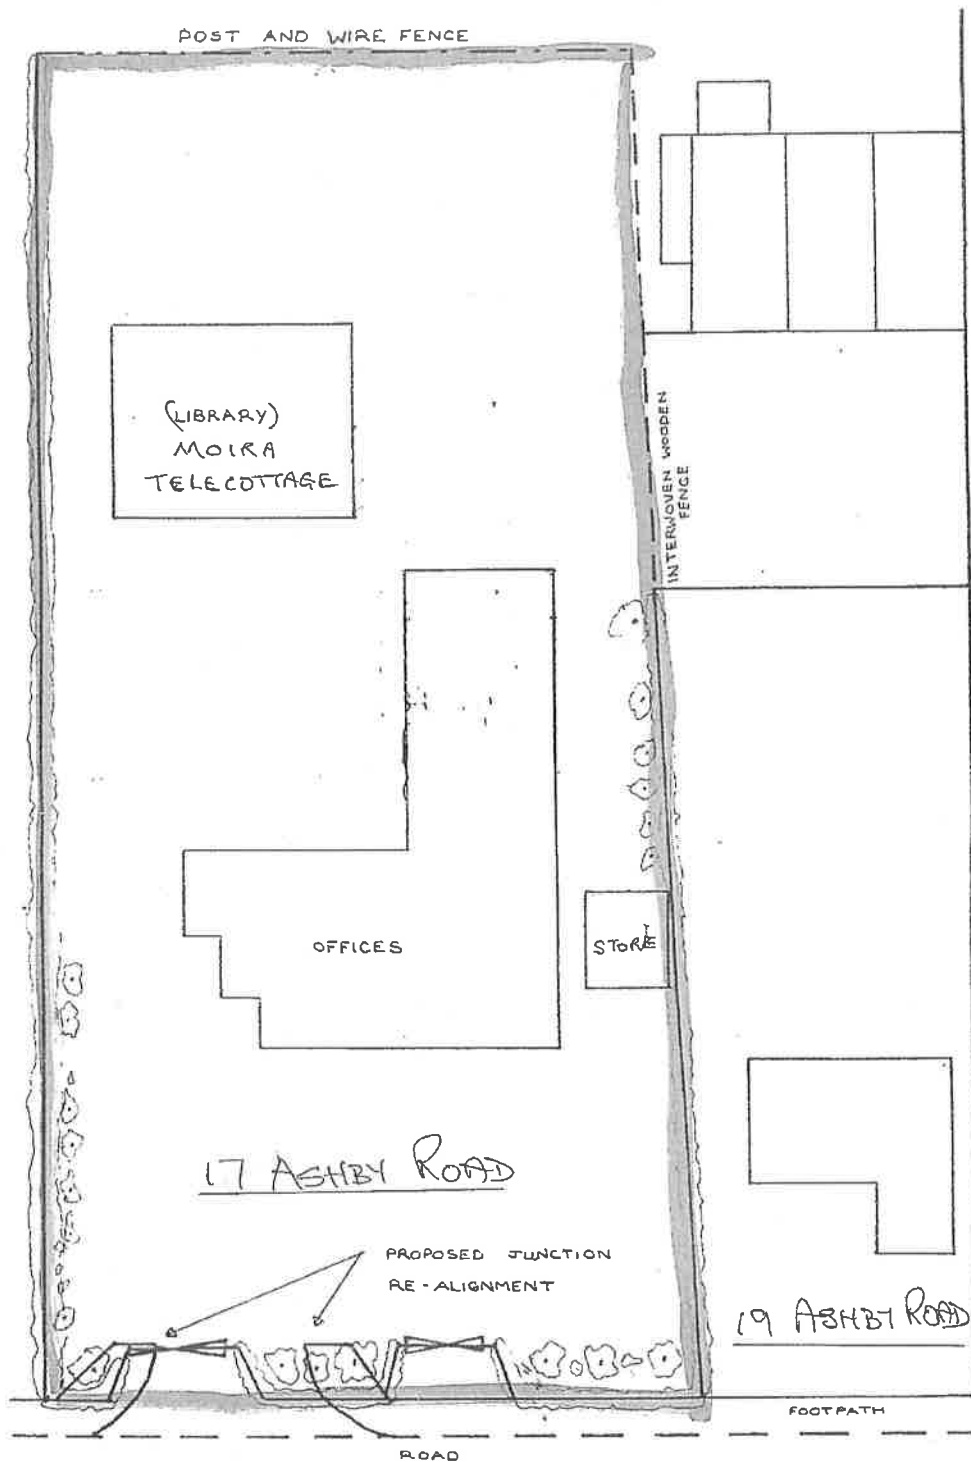 POST AND WIRE FENCE
(LIBRARY)
MOIRA
TELECOTTAGE
INTERWOVEN WOODEN
FENCE
OFFICES
STORE
17 ASHBY ROAD
PROPOSED JUNCTION
RE-ALIGNMENT
19 ASHBY ROAD
FOOTPATH
ROAD